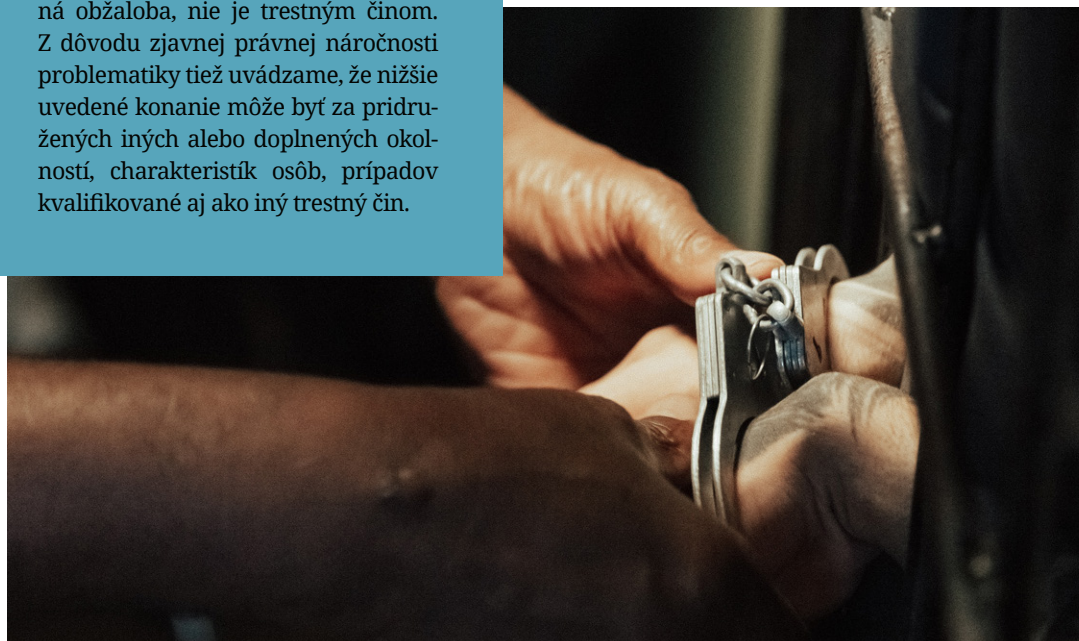 ná obžaloba, nie je trestným činom.
Z dôvodu zjavnej právnej náročnosti
problematiky tiež uvádzame, že nižšie
uvedené konanie môže byť za pridru-
žených iných alebo doplnených okol-
ností, charakteristík osôb, prípadov
kvalifikované aj ako iný trestný čin.